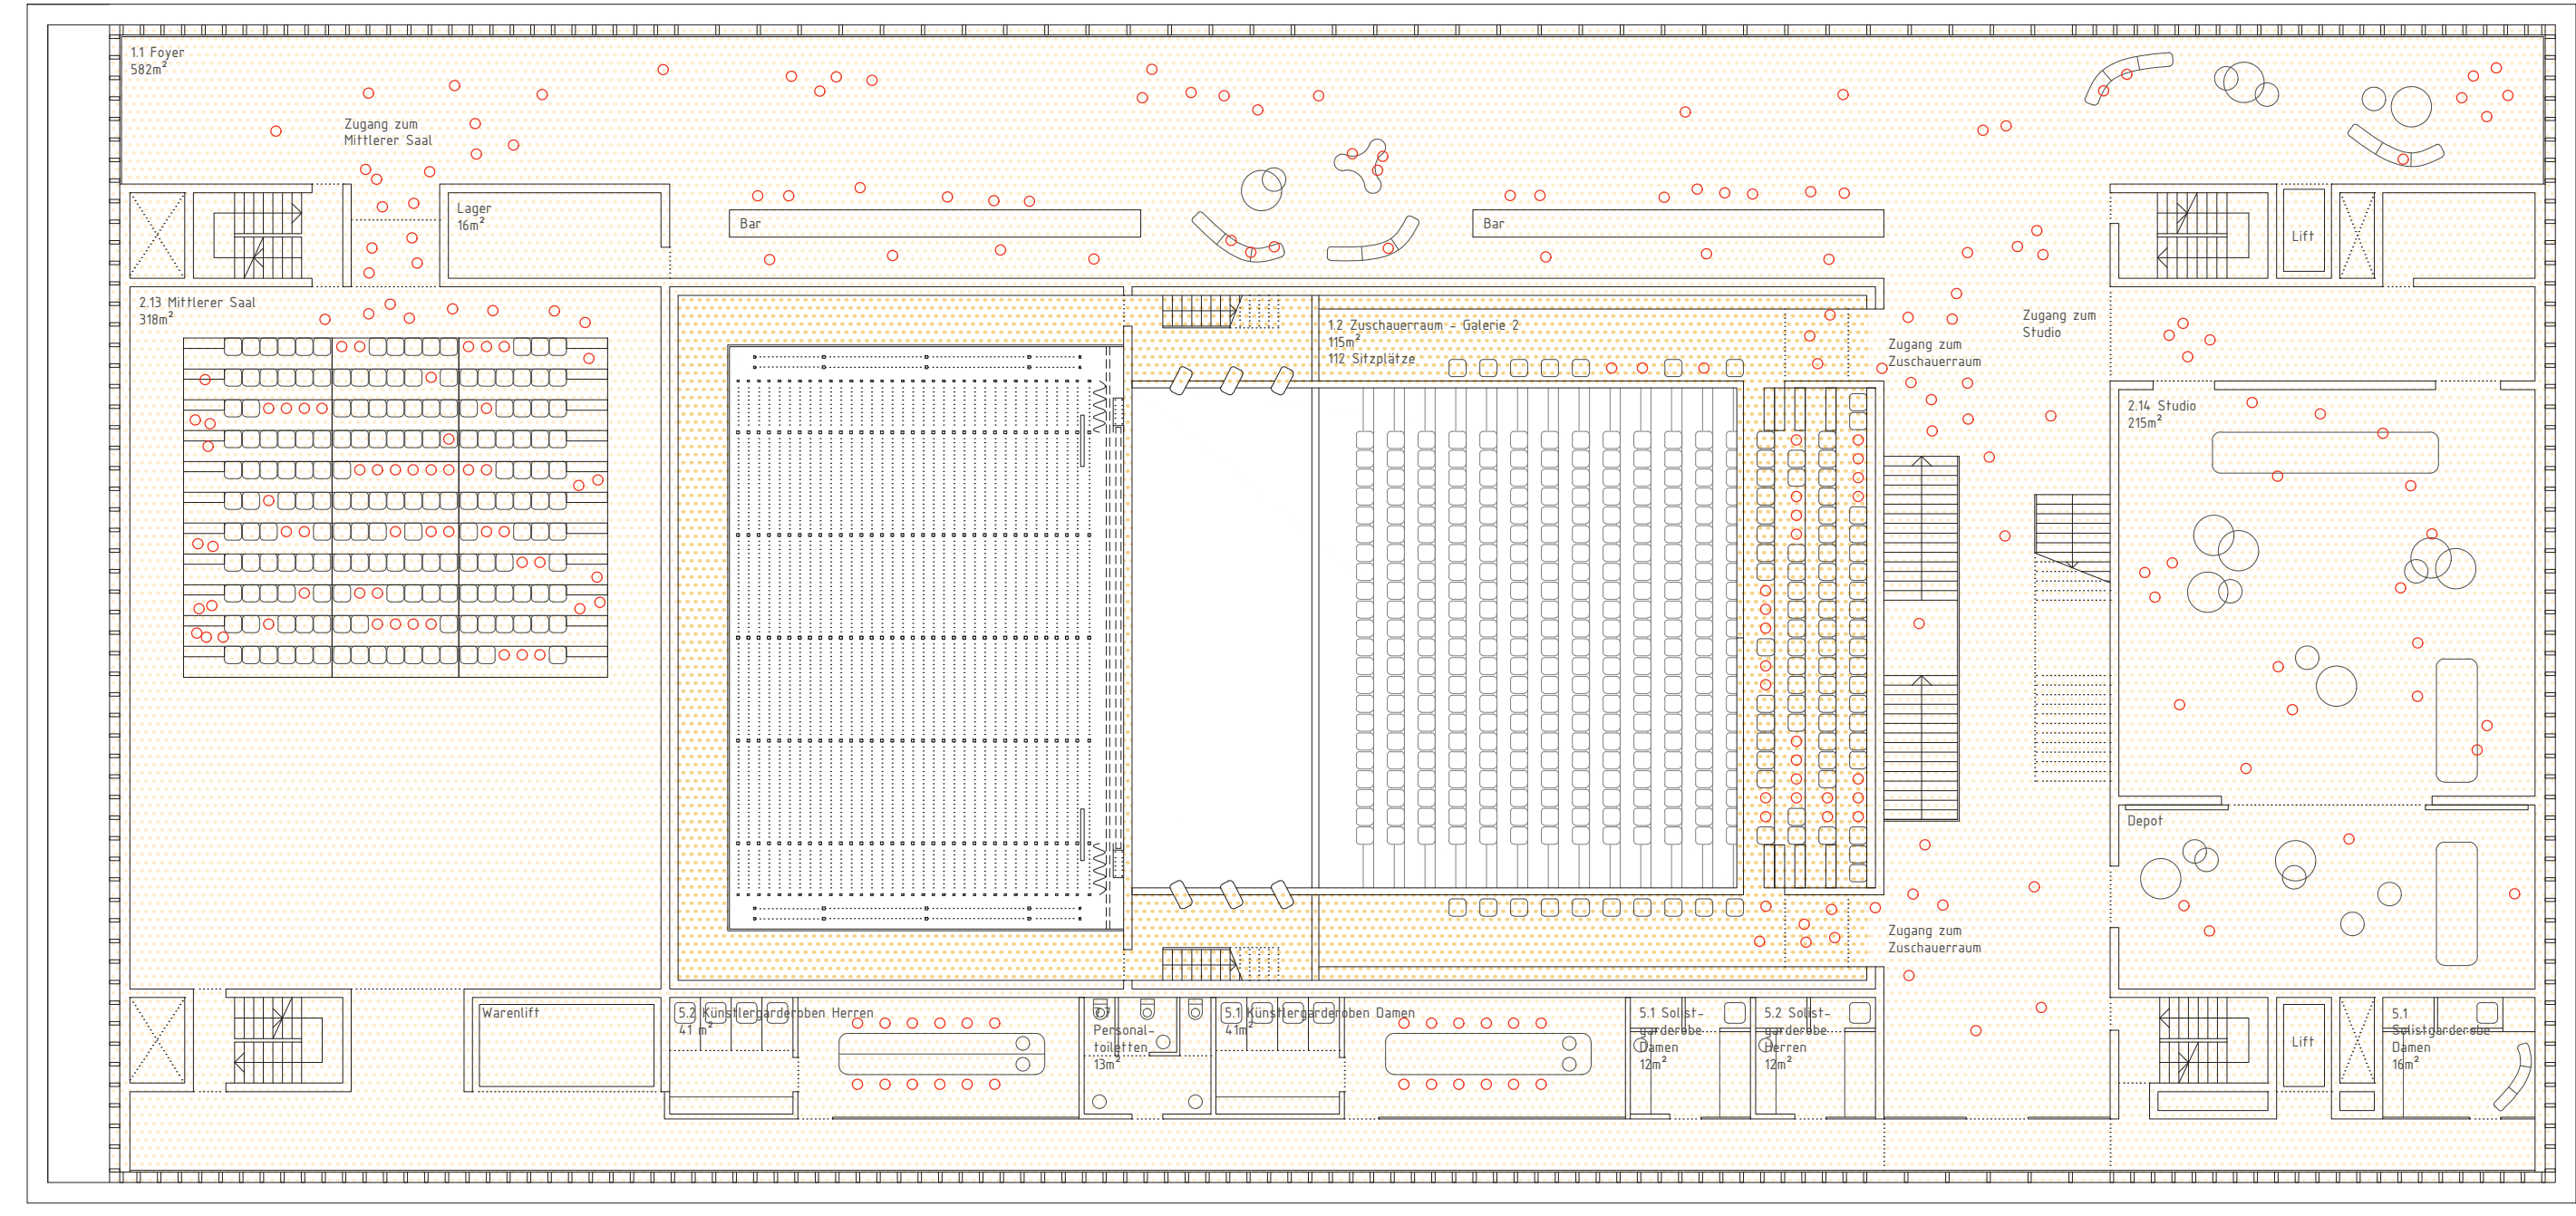 1.1 Foyer
582m²
Zugang zum
Mittlerer Saal
Lager
16m²
Bar
Bar
Lift
2.13 Mittlerer Saal
318m²
1.2 Zuschauerraum - Galerie 2
115m²
112 Sitzplätze
Zugang zum
Zuschauerraum
Zugang zum
Studio
2.14 Studio
215m²
Depot
Zugang zum
Zuschauerraum
Warenlift
5.2 Künstlergarderoben Herren
41 m²
7.7
Personal-
toiletten
13m²
5.1 Künstlergarderoben Damen
41m²
5.1 Solist-
garderobe
Damen
12m²
5.2 Solist-
garderobe
Herren
12m²
Lift
5.1
Solistgarderobe
Damen
16m²